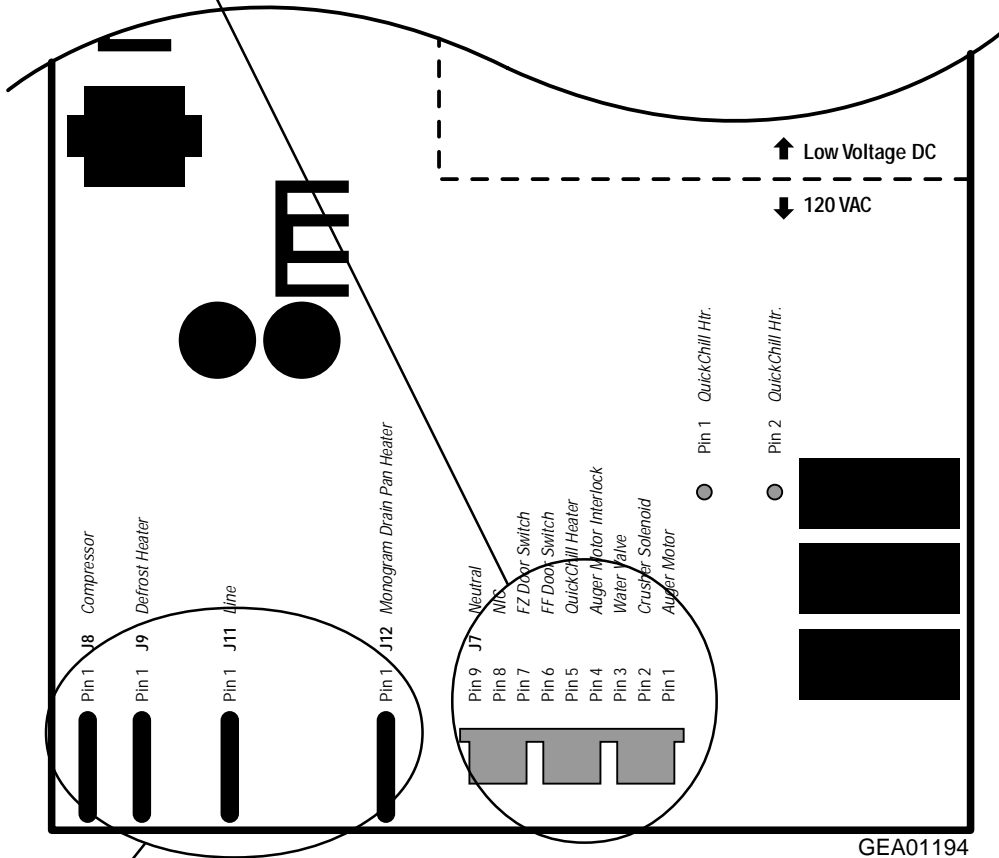 Low Voltage DC
120 VAC
Pin 1 QuickChill Htr.
Pin 2 QuickChill Htr.
Pin 1 J8 Compressor
Pin 1 J9 Defrost Heater
Pin 1 J11 Line
Pin 1 J12 Monogram Drain Pan Heater
Pin 9 J7 Neutral
Pin 8 N/C
Pin 7 FZ Door Switch
Pin 6 FF Door Switch
Pin 5 QuickChill Heater
Pin 4 Auger Motor Interlock
Pin 3 Water Valve
Pin 2 Crusher Solenoid
Pin 1 Auger Motor
GEA01194